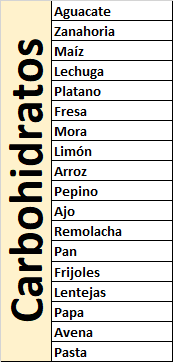 Carbohidratos
Aguacate
Zanahoria
Maíz
Lechuga
Platano
Fresa
Mora
Limón
Arroz
Pepino
Ajo
Remolacha
Pan
Frijoles
Lentejas
Papa
Avena
Pasta